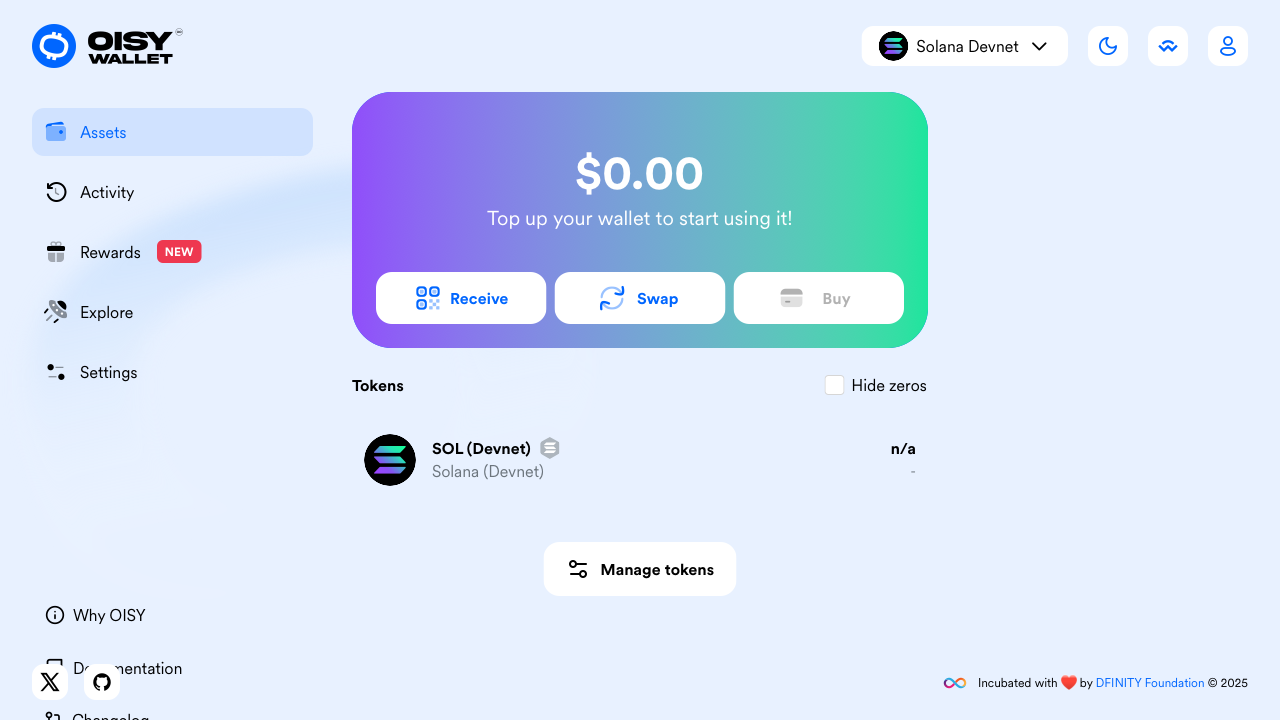 OISY
WALLET
Solana Devnet
Assets
Activity
Rewards NEW
Explore
Settings
$0.00
Top up your wallet to start using it!
Receive
Swap
Buy
Tokens
Hide zeros
SOL (Devnet)
n/a
Solana (Devnet)
-
Manage tokens
Why OISY
Documentation
Changelog
Incubated with ❤️ by DFINITY Foundation © 2025